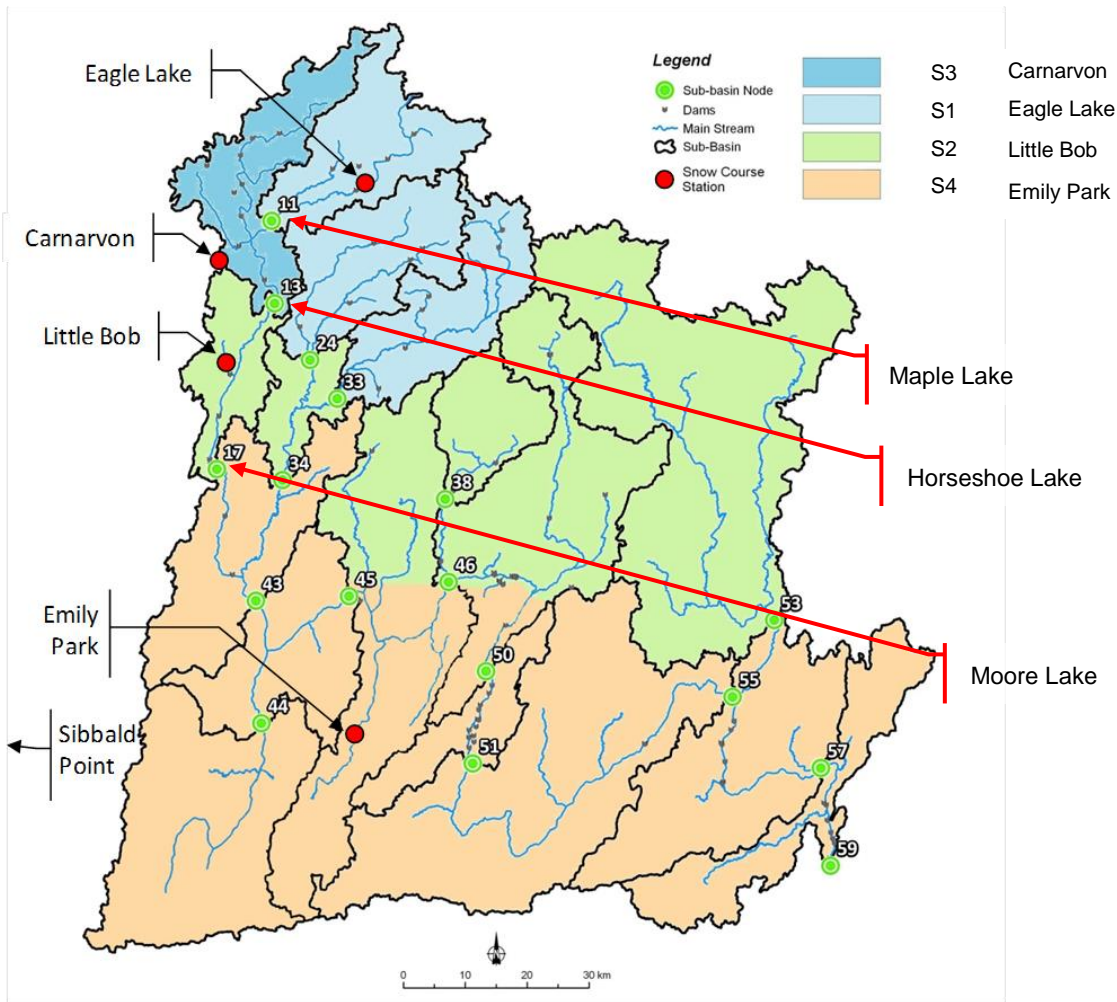 Eagle Lake
Legend
Sub-basin Node
Dams
Main Stream
Sub-Basin
Snow Course
Station
S3 Carnarvon
S1 Eagle Lake
S2 Little Bob
S4 Emily Park
11
Carnarvon
13
Little Bob
24
Maple Lake
33
Horseshoe Lake
17
34
38
46
43
45
53
Emily
Park
50
Moore Lake
55
44
Sibbald
Point
51
57
59
0 10 20 30 km